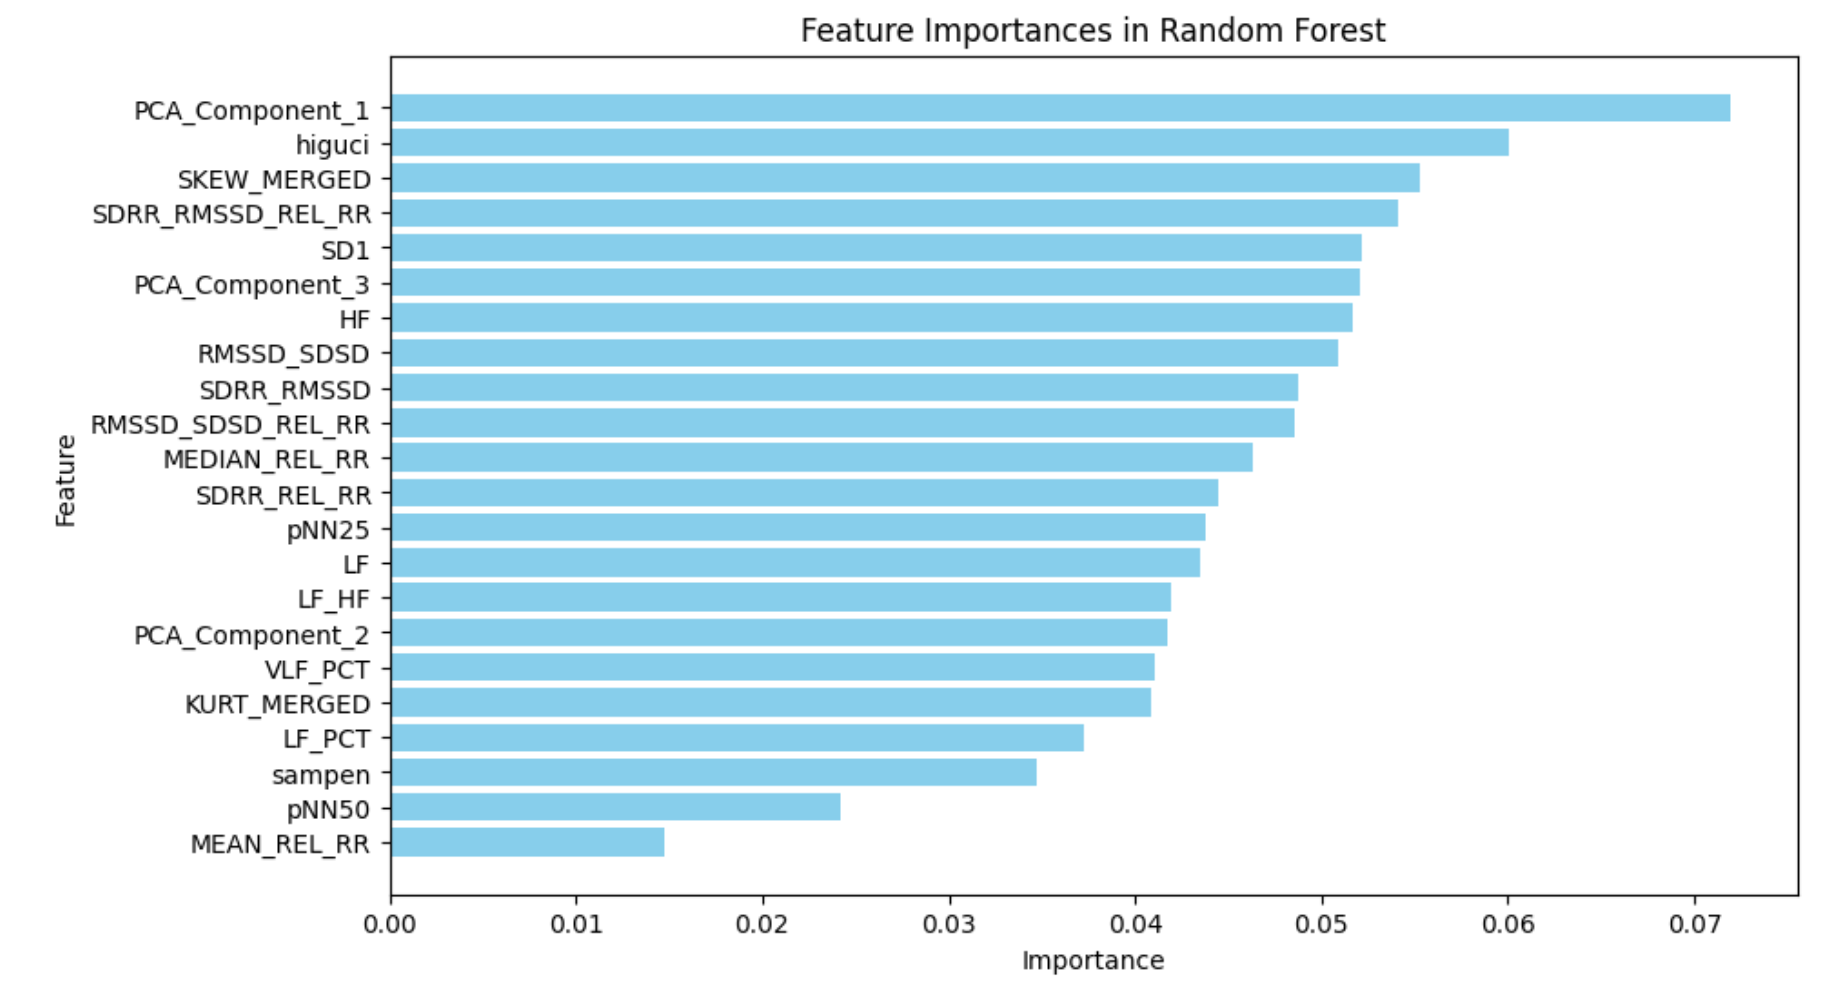 Feature Importances in Random Forest
Feature
PCA_Component_1
higuci
SKEW_MERGED
SDRR_RMSSD_REL_RR
SD1
PCA_Component_3
HF
RMSSD_SDSD
SDRR_RMSSD
RMSSD_SDSD_REL_RR
MEDIAN_REL_RR
SDRR_REL_RR
pNN25
LF
LF_HF
PCA_Component_2
VLF_PCT
KURT_MERGED
LF_PCT
sampen
pNN50
MEAN_REL_RR
0.00 0.01 0.02 0.03 0.04 0.05 0.06 0.07
Importance